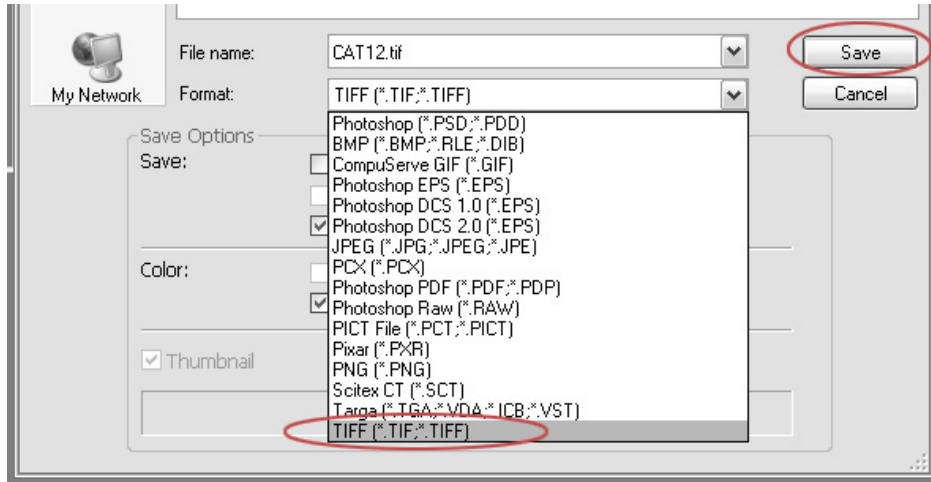 File name:
CAT12.tif
Save
My Network
Format:
TIFF (*.TIF;*.TIFF)
Cancel
Photoshop (*.PSD;*.PDD)
BMP (*.BMP;*.RLE;*.DIB)
CompuServe GIF (*.GIF)
Photoshop EPS (*.EPS)
Photoshop DCS 1.0 (*.EPS)
Photoshop DCS 2.0 (*.EPS)
JPEG (*.JPG;*.JPEG;*.JPE)
PCX (*.PCX)
Photoshop PDF (*.PDF;*.PDP)
Photoshop Raw (*.RAW)
PICT File (*.PCT;*.PICT)
Pixar (*.PXR)
PNG (*.PNG)
Scitex CT (*.SCT)
Targa (*.TGA;*.VDA;*.ICB;*.VST)
TIFF (*.TIF;*.TIFF)
Save Options
Save:
Color:
Thumbnail